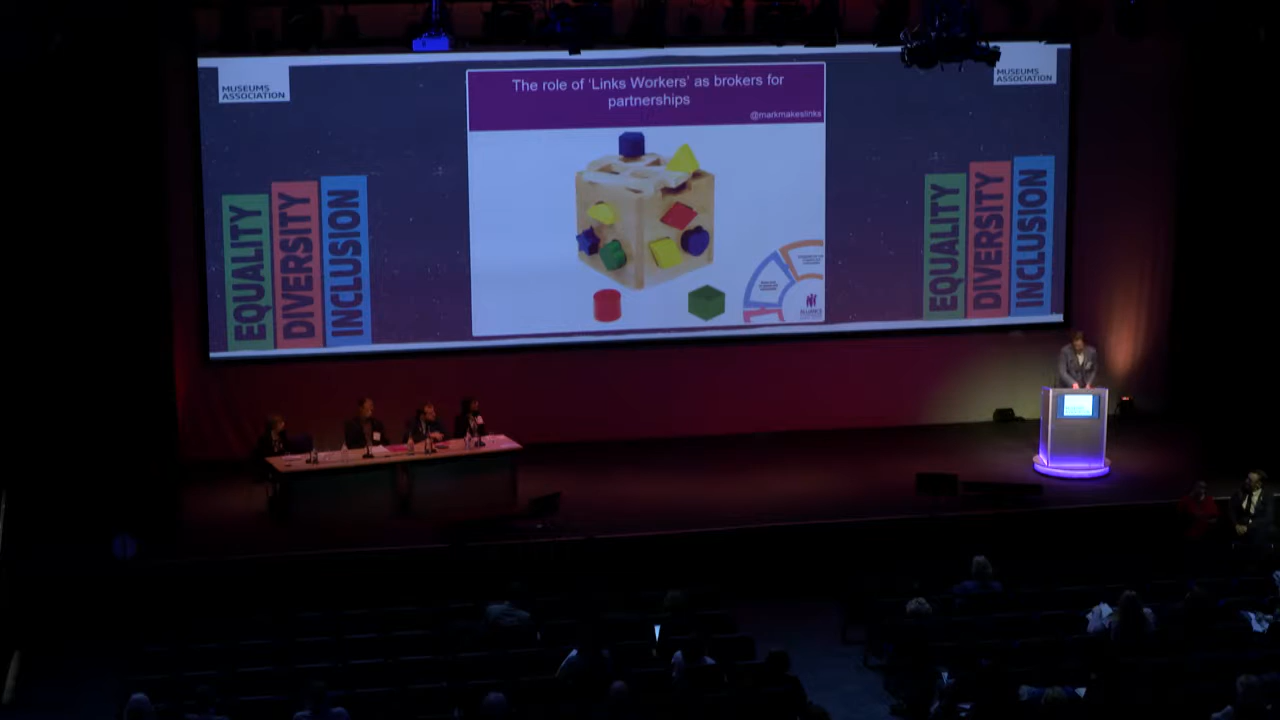 MUSEUMS
ASSOCIATION
The role of 'Links Workers' as brokers for
partnerships
@markmakeslinks
MUSEUMS
ASSOCIATION
EQUALITY
DIVERSITY
INCLUSION
EQUALITY
DIVERSITY
INCLUSION